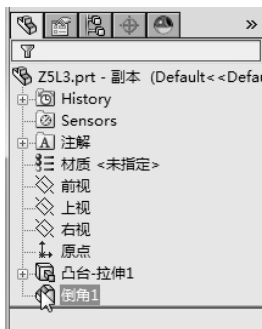 »
Z5L3.prt - 副本 (Default<<Defau
History
Sensors
A 注解
材质 <未指定>
前视
上视
右视
原点
凸台-拉伸1
倒角1